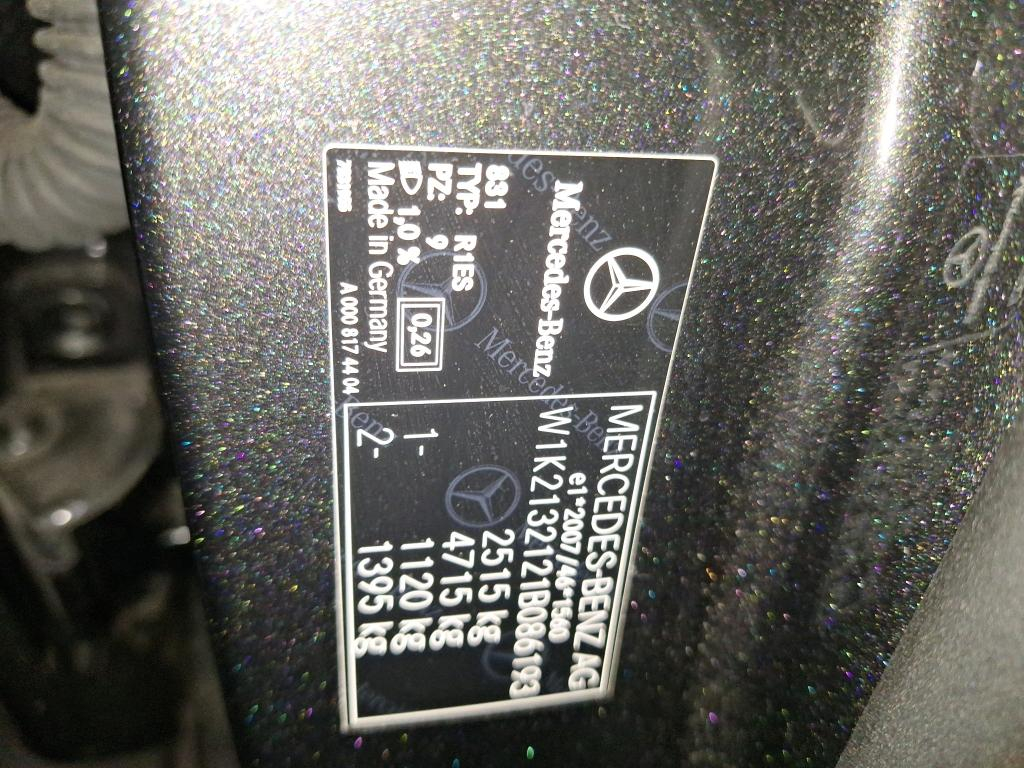 Mercedes-Benz
831
TYP: R1ES
PZ: 9
1,0 %
0,26
Made in Germany
A 000 817 44 04
MERCEDES-BENZ AG
e1*2007/46*1560
W1K2132121B086193
2515 kg
4715 kg
1- 1120 kg
2- 1395 kg